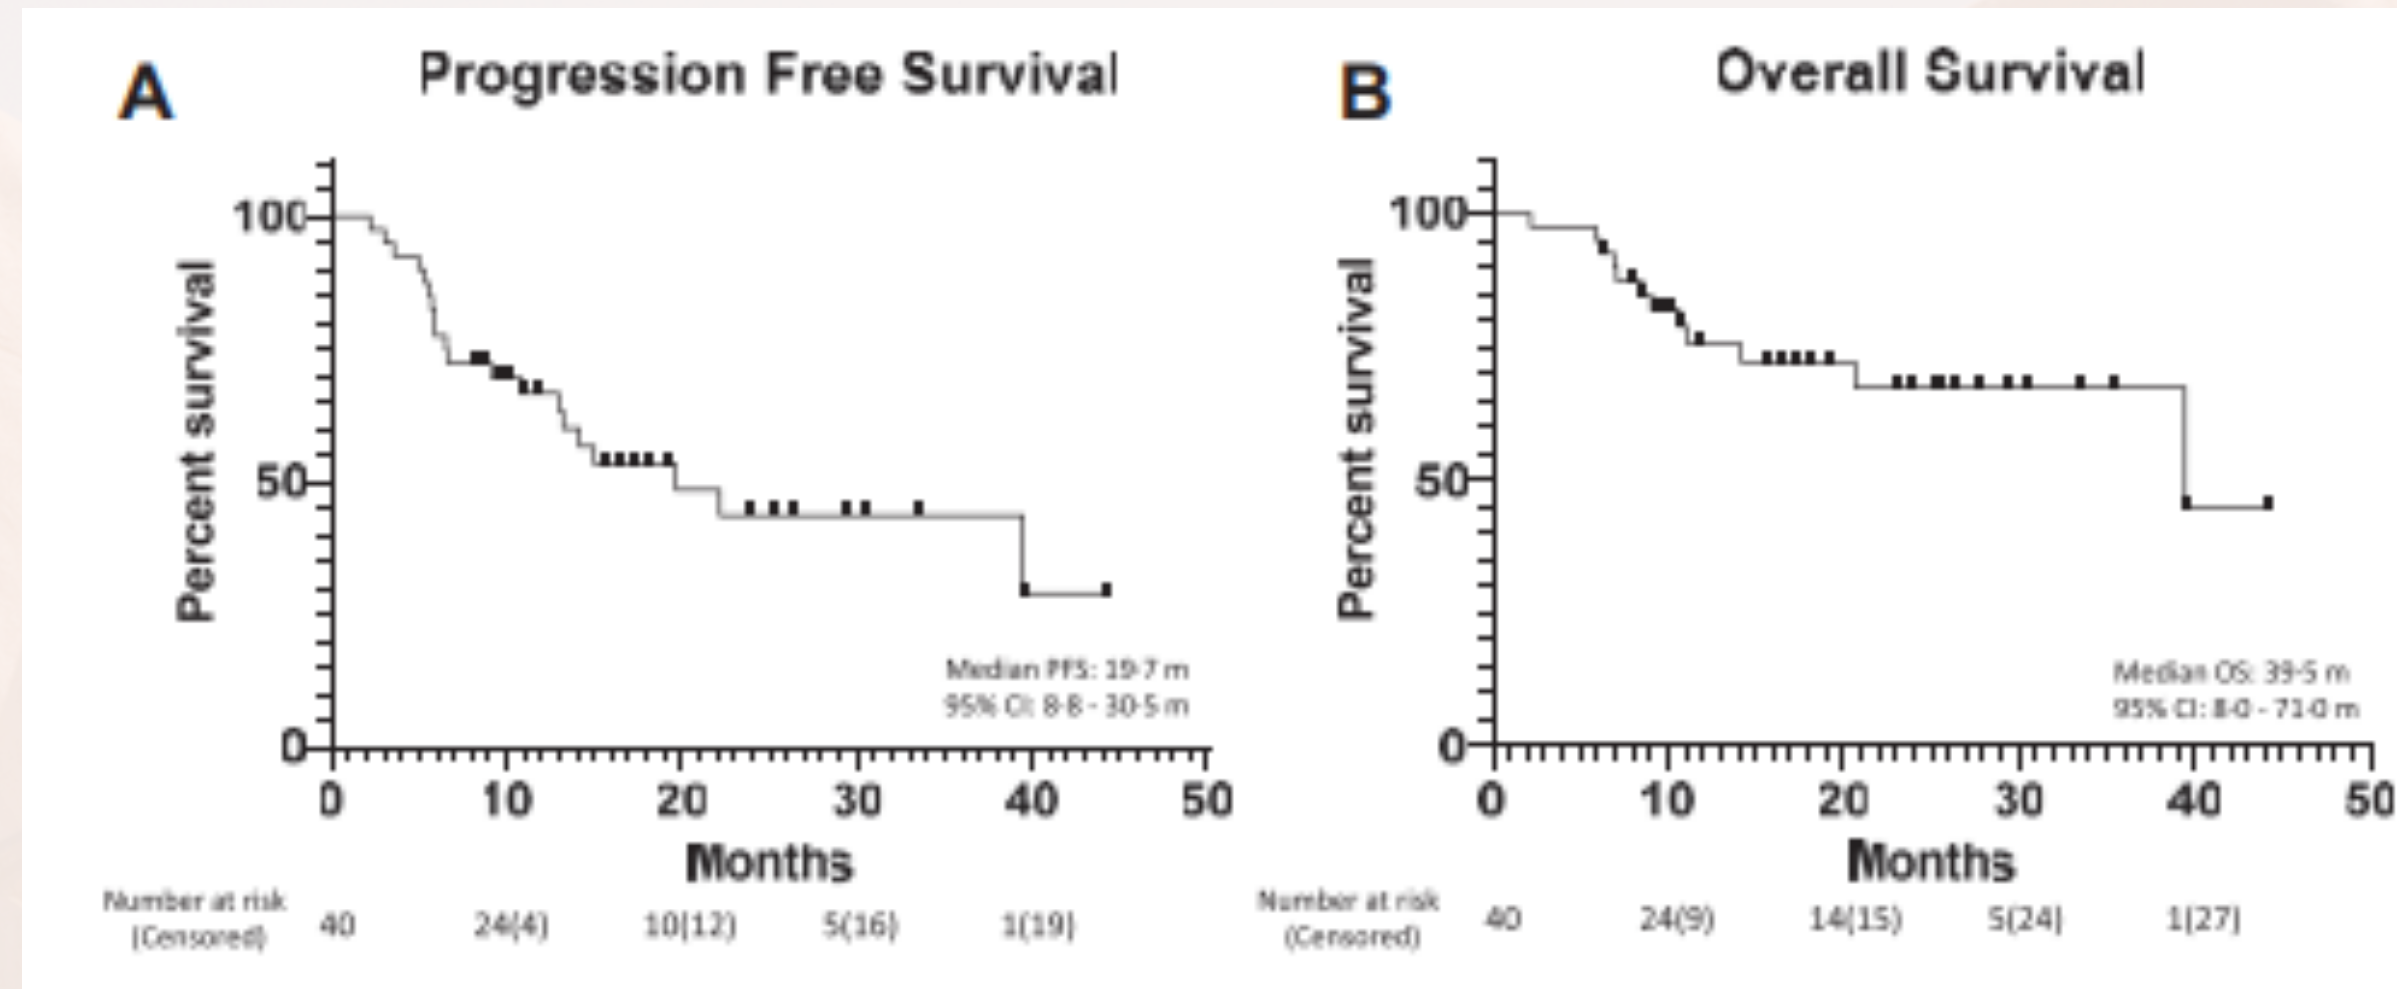 A
Progression Free Survival
Percent survival
100
50
0
0 10 20 30 40 50
Months
Median PFS: 19·7 m
95% CI: 8·8 - 30·5 m
Number at risk
(Censored)
40 24(4) 10(12) 5(16) 1(19)
B
Overall Survival
Percent survival
100
50
0
0 10 20 30 40 50
Months
Median OS: 39·5 m
95% CI: 8·0 - 71·0 m
Number at risk
(Censored)
40 24(9) 14(15) 5(24) 1(27)